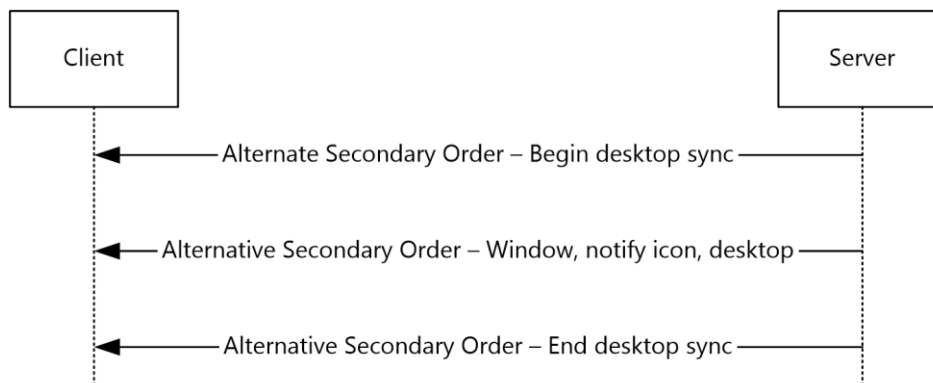 Client
Server
Alternate Secondary Order – Begin desktop sync
Alternative Secondary Order – Window, notify icon, desktop
Alternative Secondary Order – End desktop sync